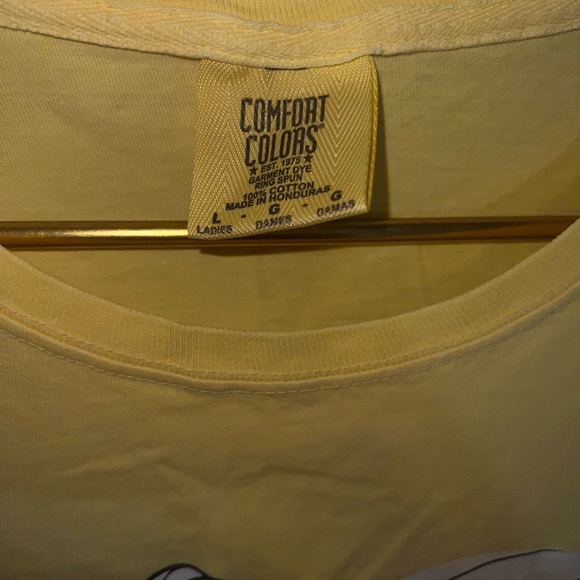 COMFORT
COLORS®
★ EST. 1975 ★
GARMENT DYE
RING SPUN
100% COTTON
MADE IN HONDURAS
L - G - G
LADIES DAMES DAMAS